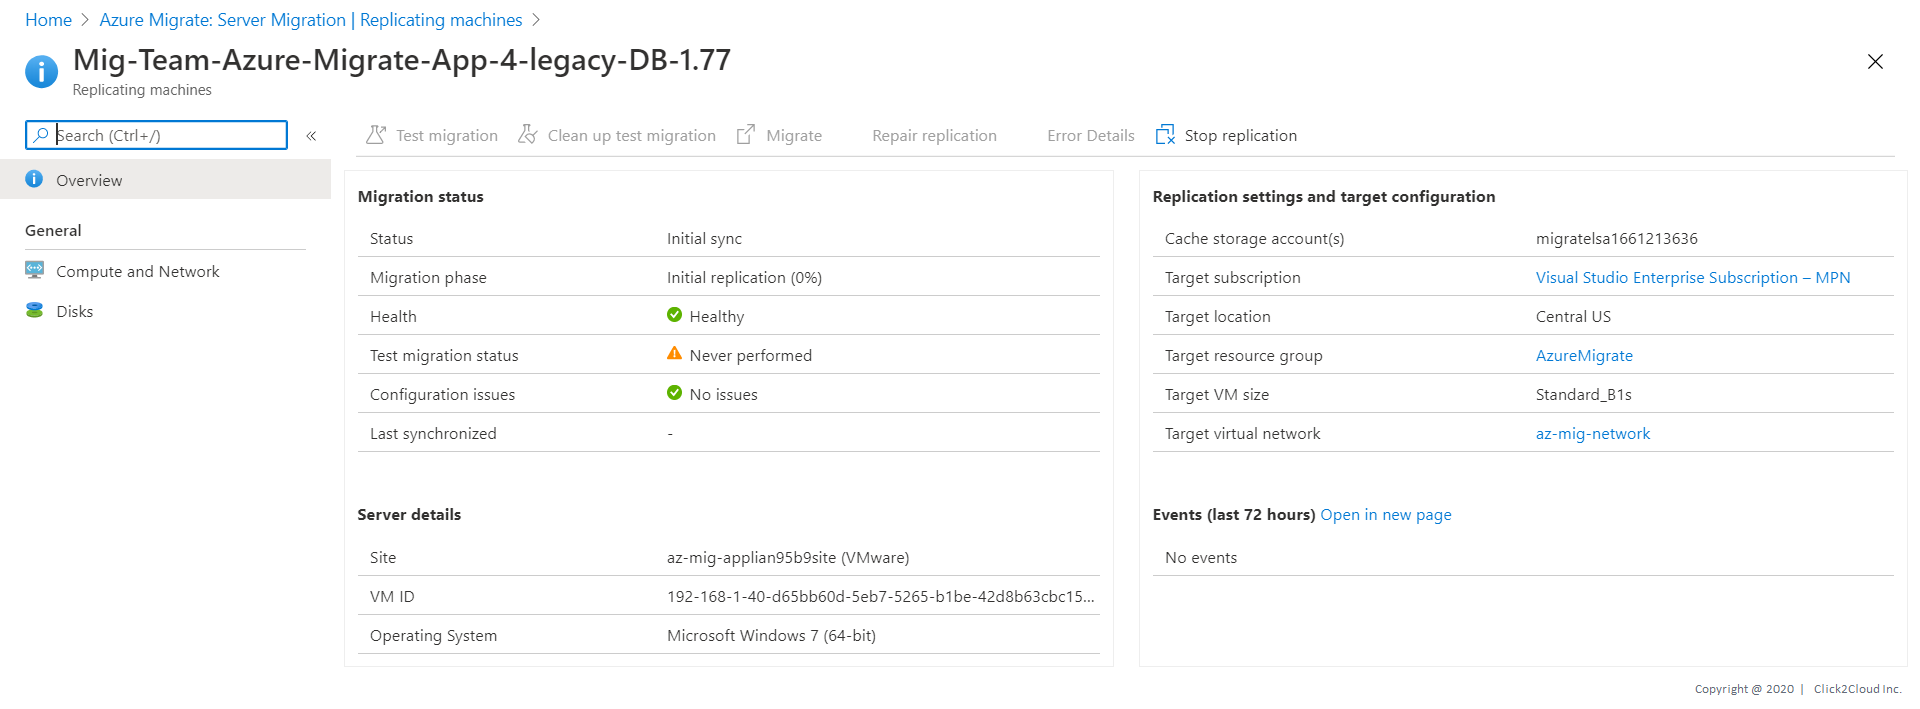 Home > Azure Migrate: Server Migration | Replicating machines >
Mig-Team-Azure-Migrate-App-4-legacy-DB-1.77
Replicating machines
Search (Ctrl+/)
«
Test migration
Clean up test migration
Migrate
Repair replication
Error Details
Stop replication
Overview
General
Compute and Network
Disks
Migration status
Status Initial sync
Migration phase Initial replication (0%)
Health Healthy
Test migration status Never performed
Configuration issues No issues
Last synchronized -
Server details
Site az-mig-applian95b9site (VMware)
VM ID 192-168-1-40-d65bb60d-5eb7-5265-b1be-42d8b63cbc15...
Operating System Microsoft Windows 7 (64-bit)
Replication settings and target configuration
Cache storage account(s) migratelsa1661213636
Target subscription Visual Studio Enterprise Subscription – MPN
Target location Central US
Target resource group AzureMigrate
Target VM size Standard_B1s
Target virtual network az-mig-network
Events (last 72 hours) Open in new page
No events
Copyright @ 2020 | Click2Cloud Inc.